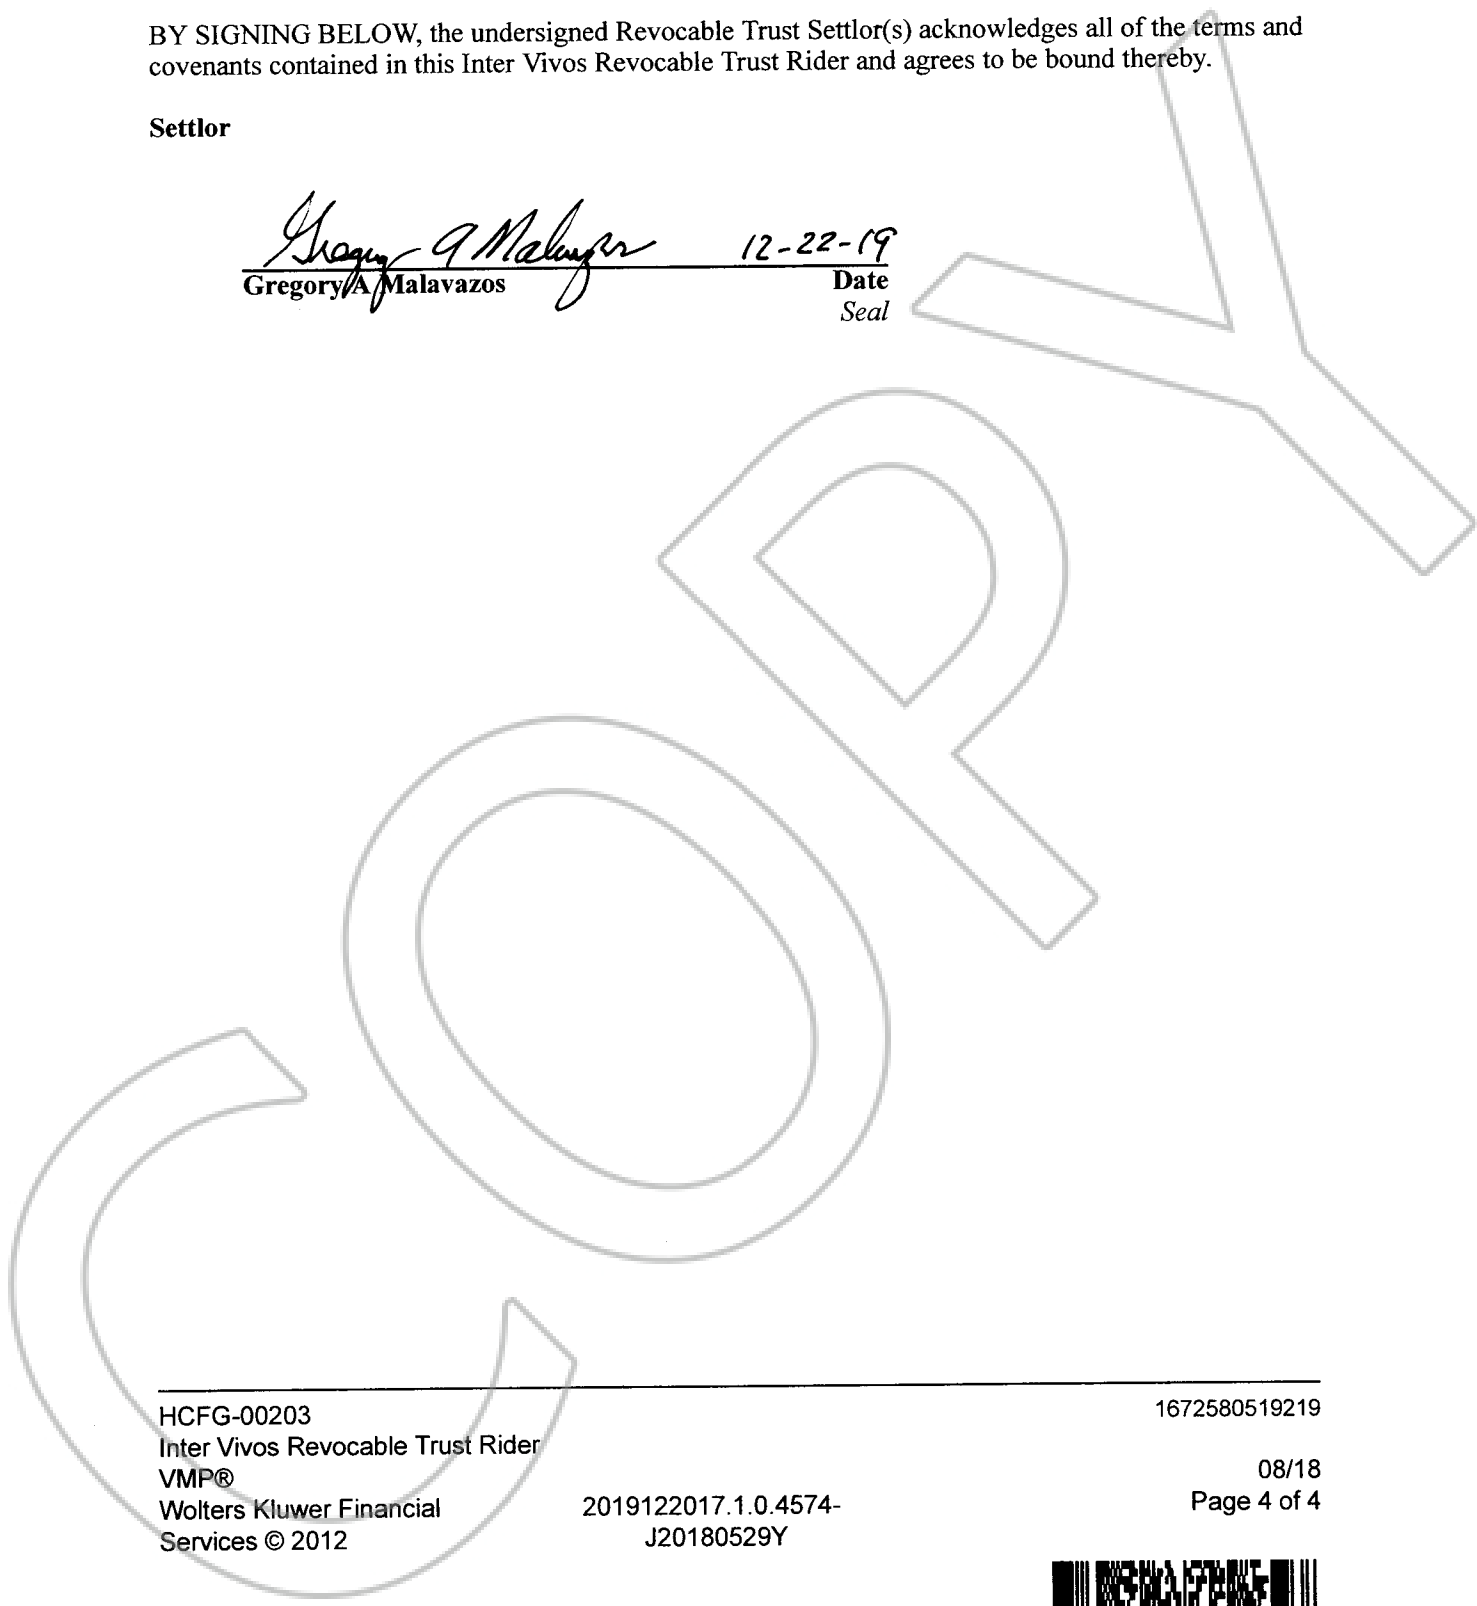 BY SIGNING BELOW, the undersigned Revocable Trust Settlor(s) acknowledges all of the terms and
covenants contained in this Inter Vivos Revocable Trust Rider and agrees to be bound thereby.
Settlor
Gregory A Malavazos 12-22-19
Gregory A Malavazos Date
Seal
COPY
HCFG-00203 1672580519219
Inter Vivos Revocable Trust Rider
VMP® 08/18
Wolters Kluwer Financial 2019122017.1.0.4574- Page 4 of 4
Services © 2012 J20180529Y